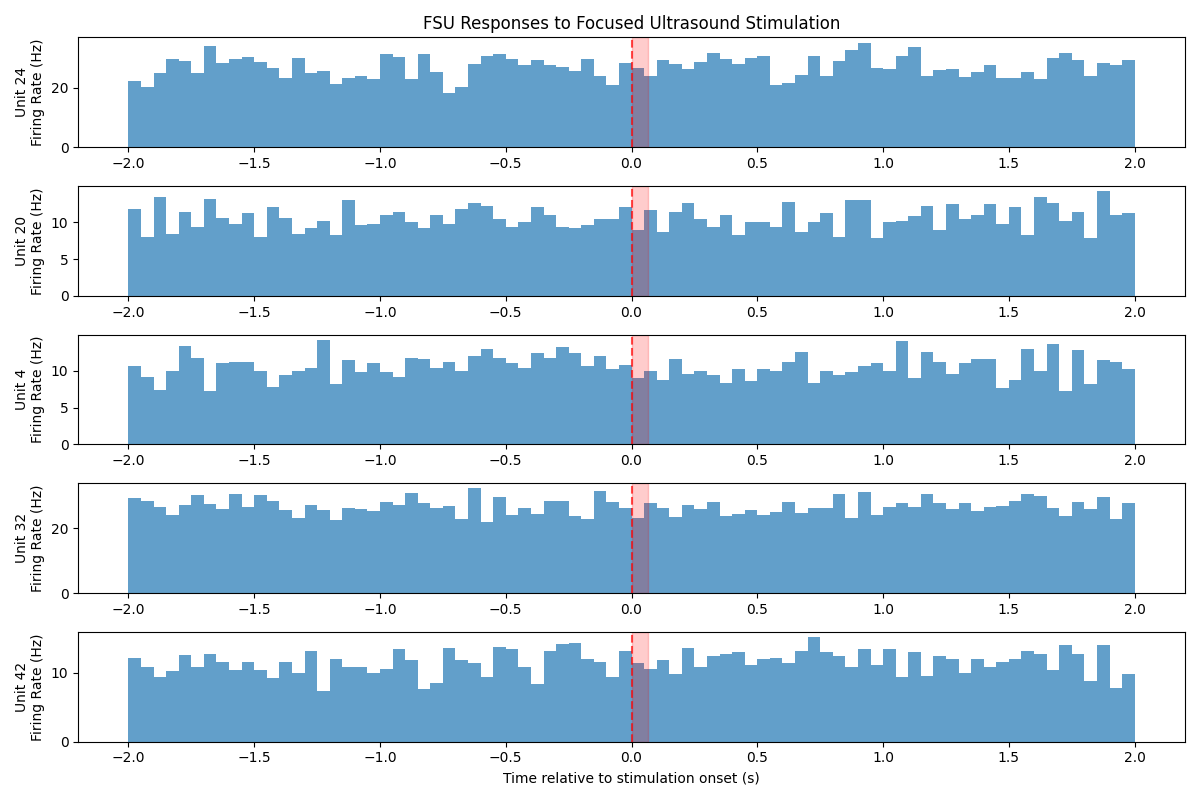 FSU Responses to Focused Ultrasound Stimulation
Unit 24
Firing Rate (Hz)
20
0
−2.0 −1.5 −1.0 −0.5 0.0 0.5 1.0 1.5 2.0
Unit 20
Firing Rate (Hz)
10
5
0
−2.0 −1.5 −1.0 −0.5 0.0 0.5 1.0 1.5 2.0
Unit 4
Firing Rate (Hz)
10
5
0
−2.0 −1.5 −1.0 −0.5 0.0 0.5 1.0 1.5 2.0
Unit 32
Firing Rate (Hz)
20
0
−2.0 −1.5 −1.0 −0.5 0.0 0.5 1.0 1.5 2.0
Unit 42
Firing Rate (Hz)
10
0
−2.0 −1.5 −1.0 −0.5 0.0 0.5 1.0 1.5 2.0
Time relative to stimulation onset (s)